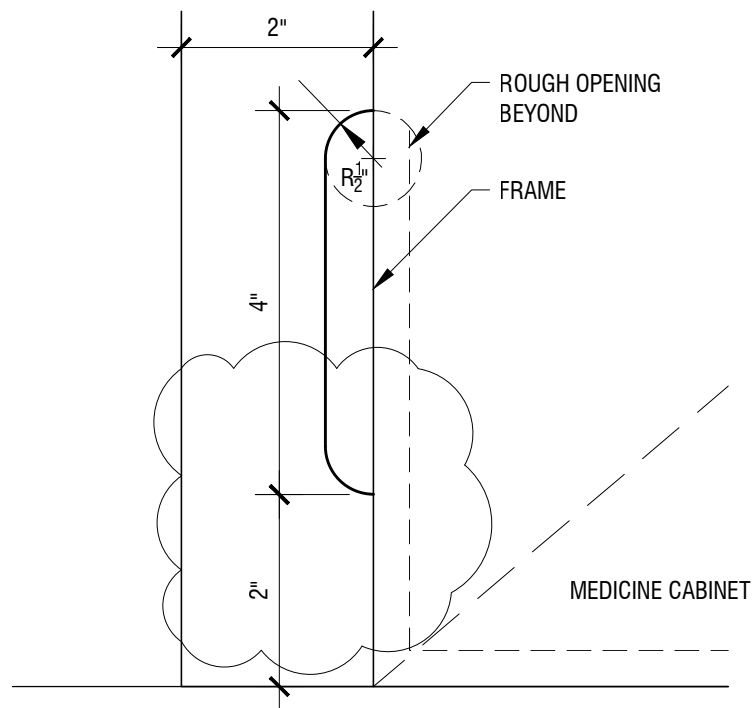 2"
ROUGH OPENING
BEYOND
R½"
FRAME
4"
2"
MEDICINE CABINET